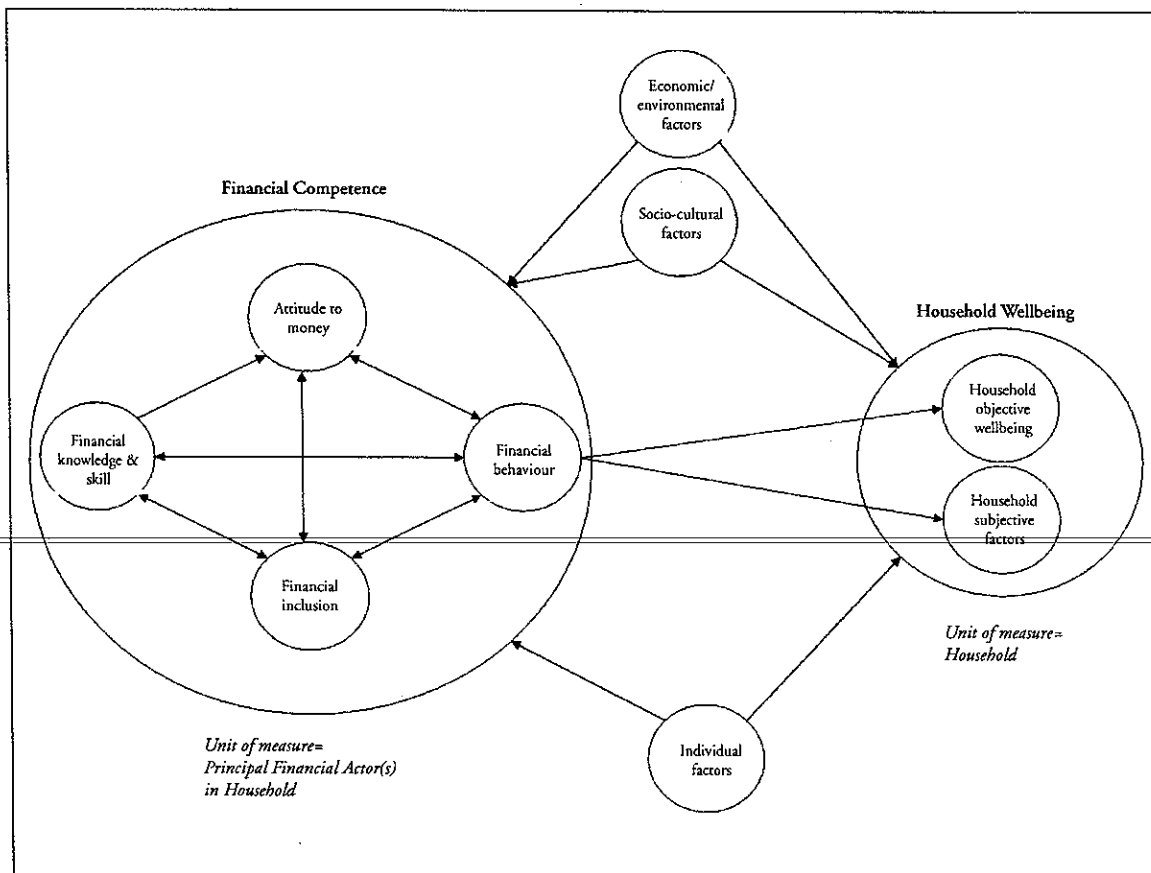 Economic/
environmental
factors
Financial Competence
Socio-cultural
factors
Attitude to
money
Household Wellbeing
Household
objective
wellbeing
Financial
knowledge &
skill
Financial
behaviour
Household
subjective
factors
Financial
inclusion
Unit of measure=
Household
Unit of measure=
Principal Financial Actor(s)
in Household
Individual
factors